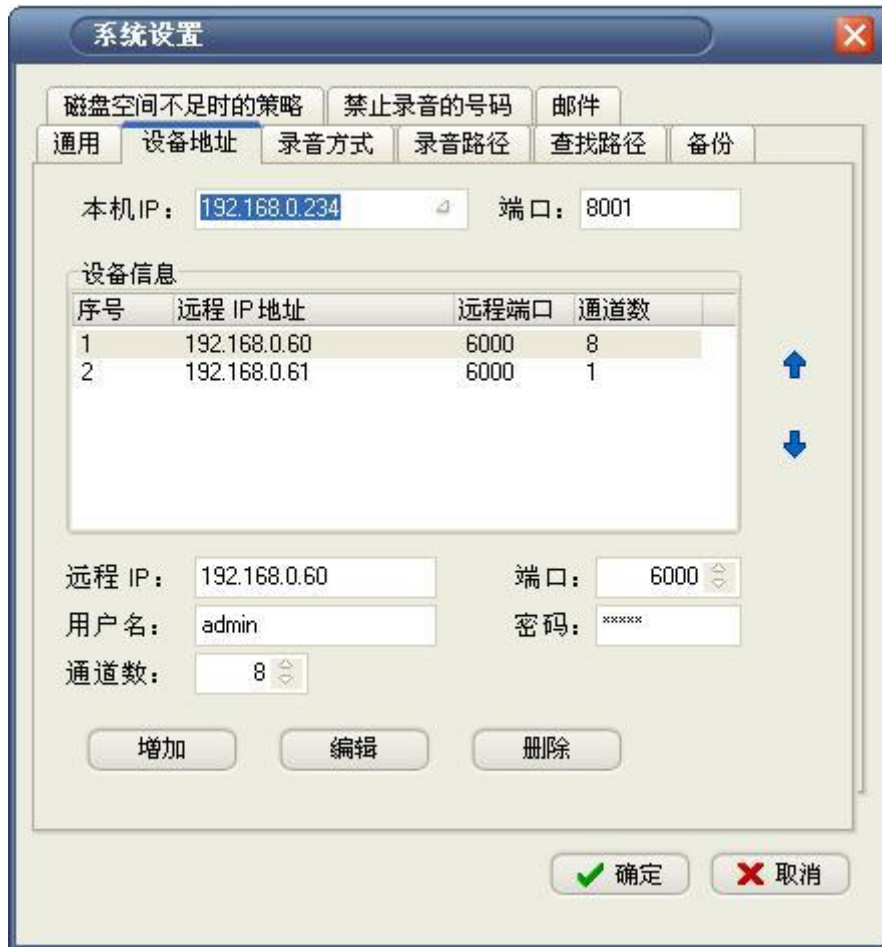 系统设置
磁盘空间不足时的策略 禁止录音的号码 邮件
通用 设备地址 录音方式 录音路径 查找路径 备份
本机IP： 192.168.0.234 端口： 8001
设备信息
序号 远程 IP 地址 远程端口 通道数
1 192.168.0.60 6000 8
2 192.168.0.61 6000 1
远程 IP： 192.168.0.60 端口： 6000
用户名： admin 密码： *****
通道数： 8
增加 编辑 删除
确定 取消